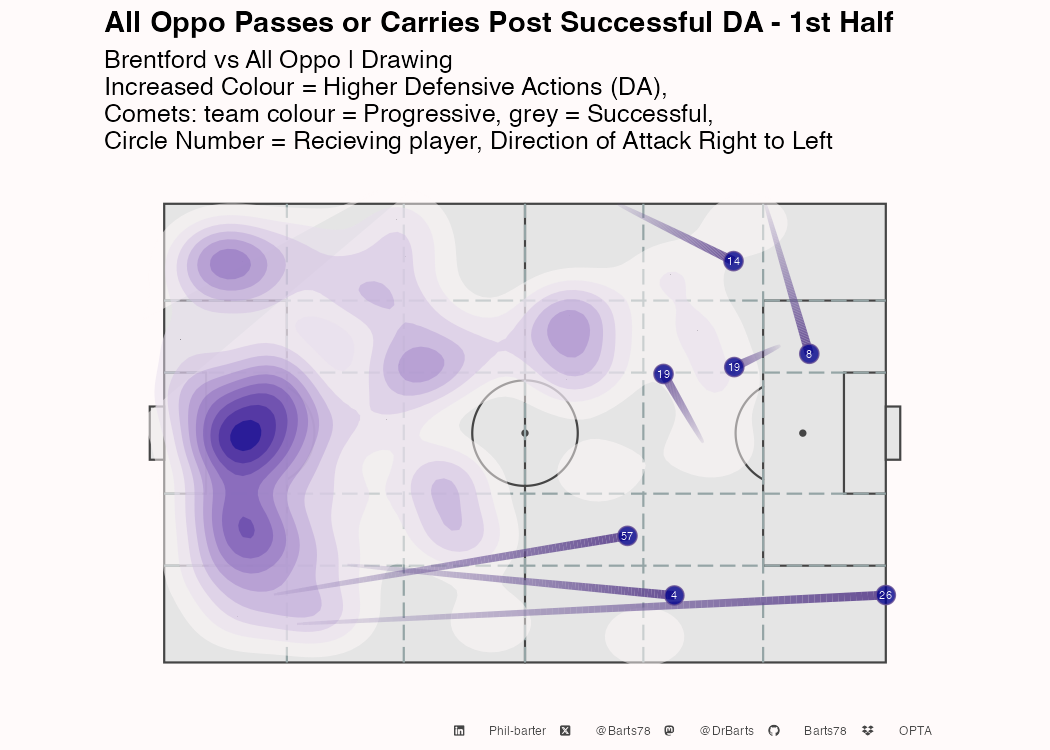 All Oppo Passes or Carries Post Successful DA - 1st Half
Brentford vs All Oppo | Drawing
Increased Colour = Higher Defensive Actions (DA),
Comets: team colour = Progressive, grey = Successful,
Circle Number = Recieving player, Direction of Attack Right to Left
14
8
19
19
57
4
26
Phil-barter @Barts78 @DrBarts Barts78 OPTA